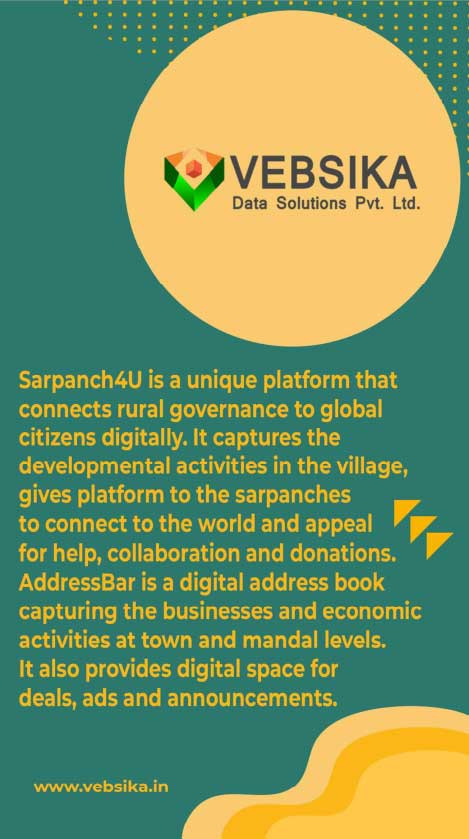 VEBSIKA
Data Solutions Pvt. Ltd.
Sarpanch4U is a unique platform that
connects rural governance to global
citizens digitally. It captures the
developmental activities in the village,
gives platform to the sarpanches
to connect to the world and appeal
for help, collaboration and donations.
AddressBar is a digital address book
capturing the businesses and economic
activities at town and mandal levels.
It also provides digital space for
deals, ads and announcements.
www.vebsika.in